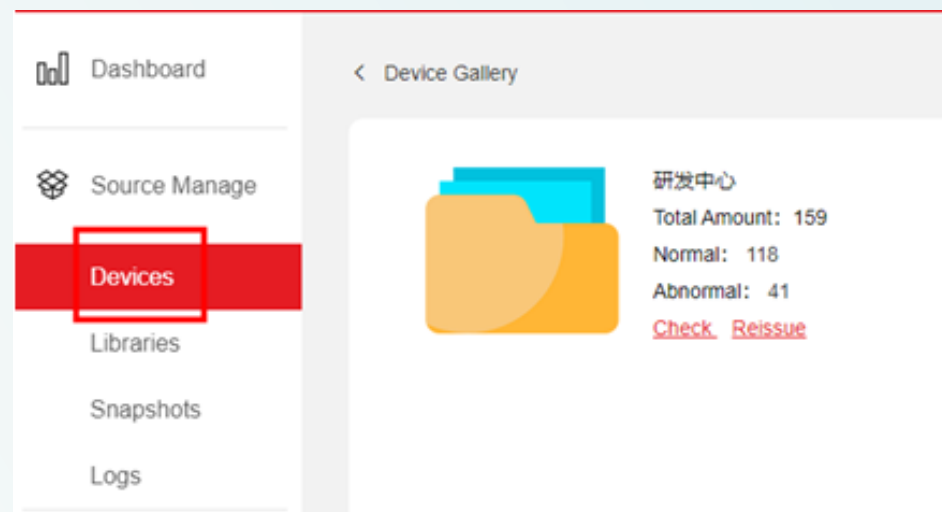 Dashboard
< Device Gallery
Source Manage
Devices
Libraries
Snapshots
Logs
研发中心
Total Amount: 159
Normal: 118
Abnormal: 41
Check Reissue